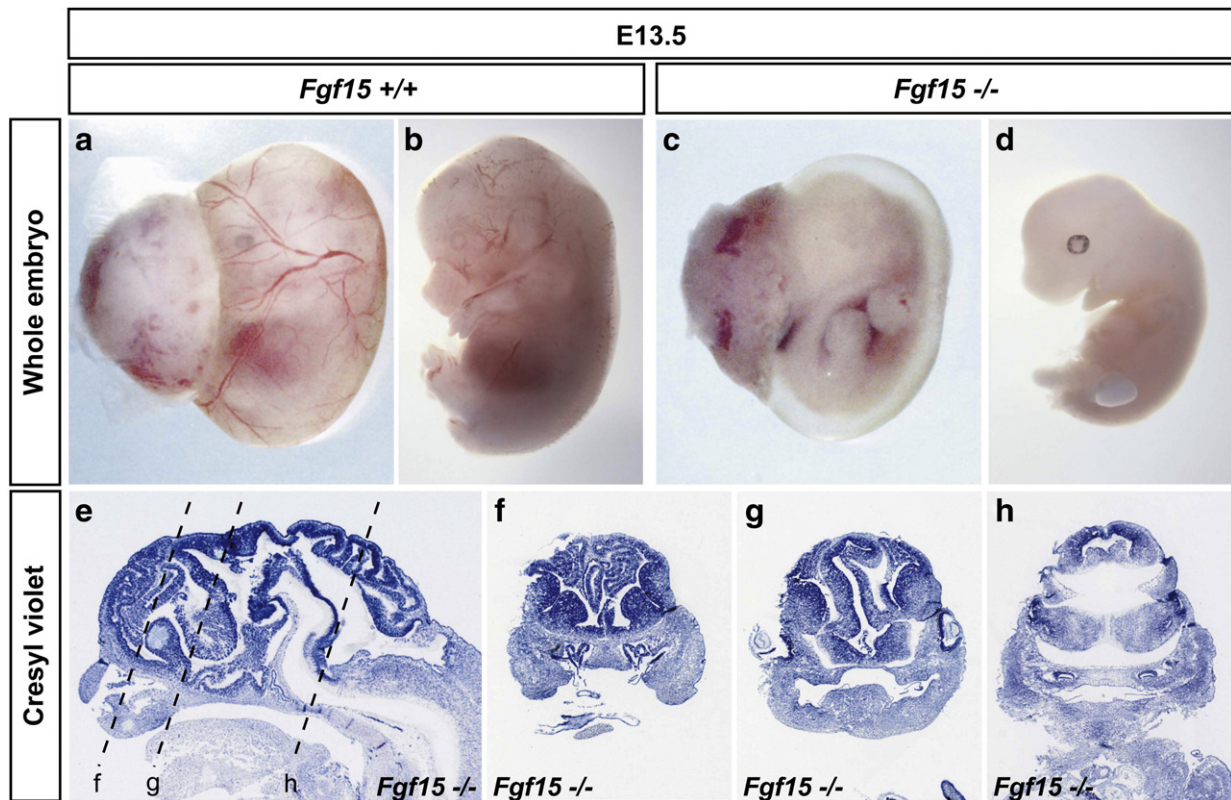 E13.5
Fgf15 +/+
Fgf15 -/-
Whole embryo
a
b
c
d
Cresyl violet
e
f
g
h
f
g
h
Fgf15 -/-
Fgf15 -/-
Fgf15 -/-
Fgf15 -/-